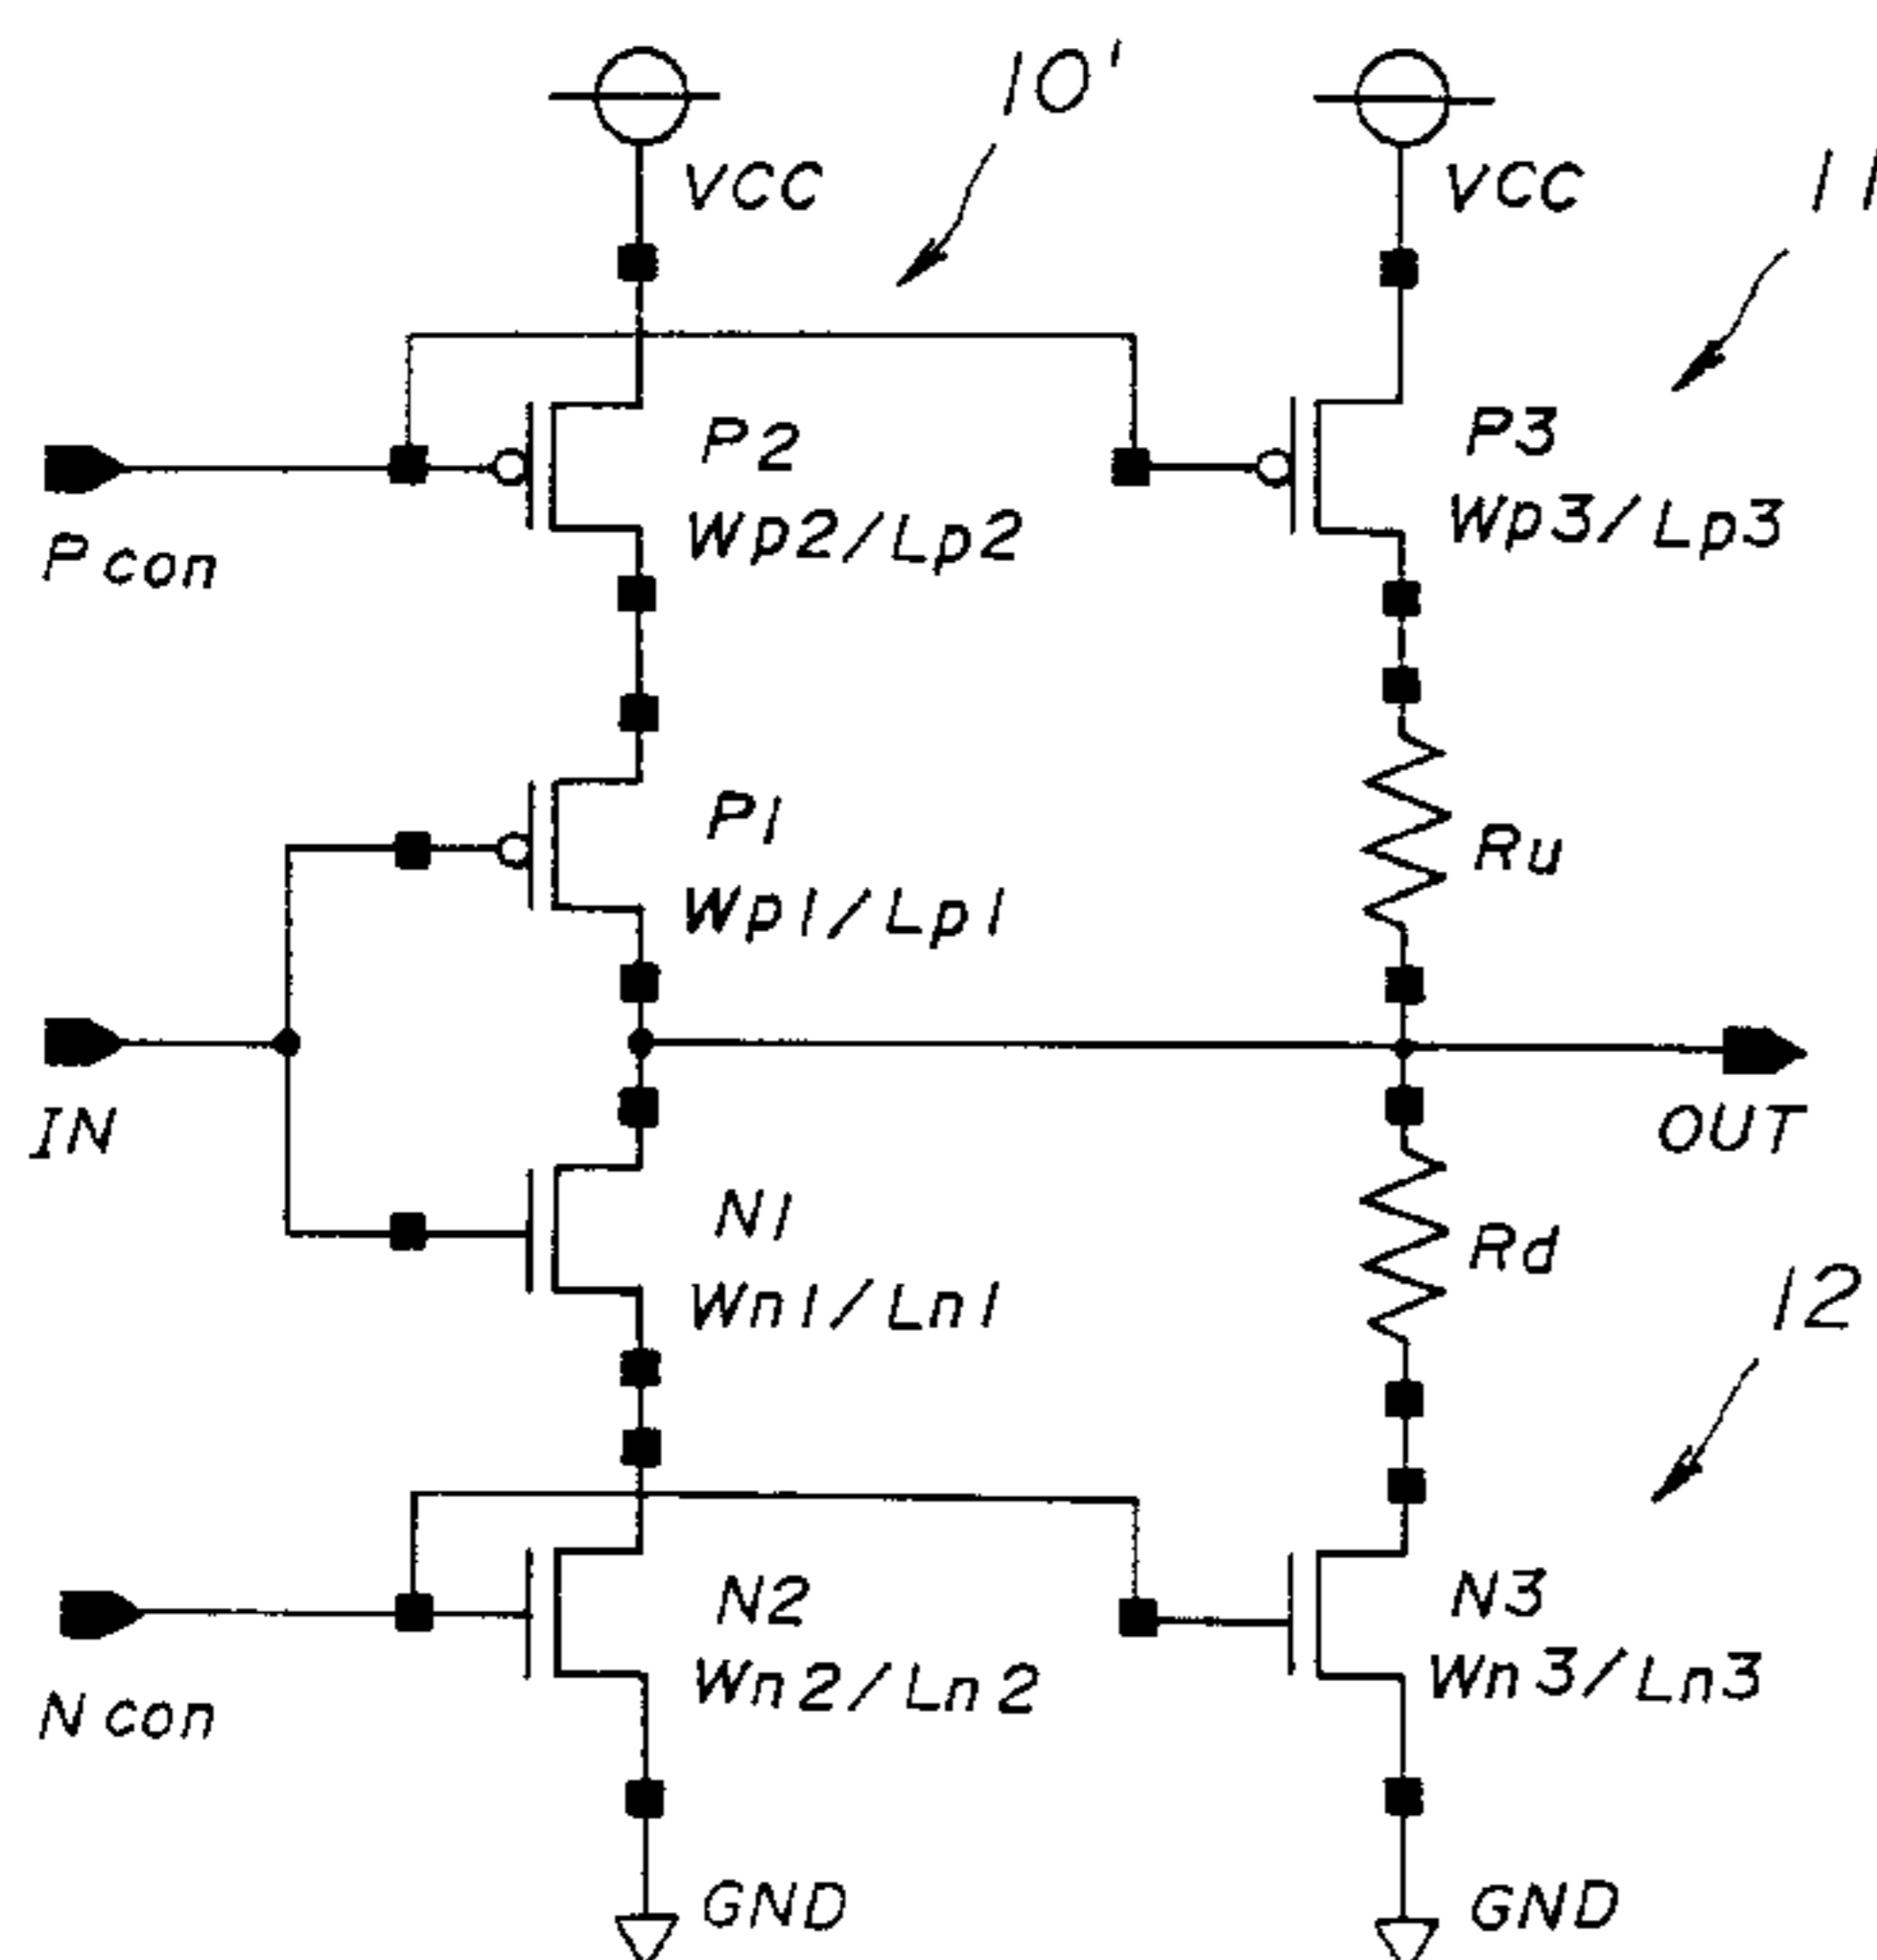 10'
VCC
VCC
11
P2
Wp2/Lp2
P3
Wp3/Lp3
Pcon
P1
Wp1/Lp1
Ru
IN
OUT
N1
Wn1/Ln1
Rd
12
N2
Wn2/Ln2
N3
Wn3/Ln3
Ncon
GND
GND